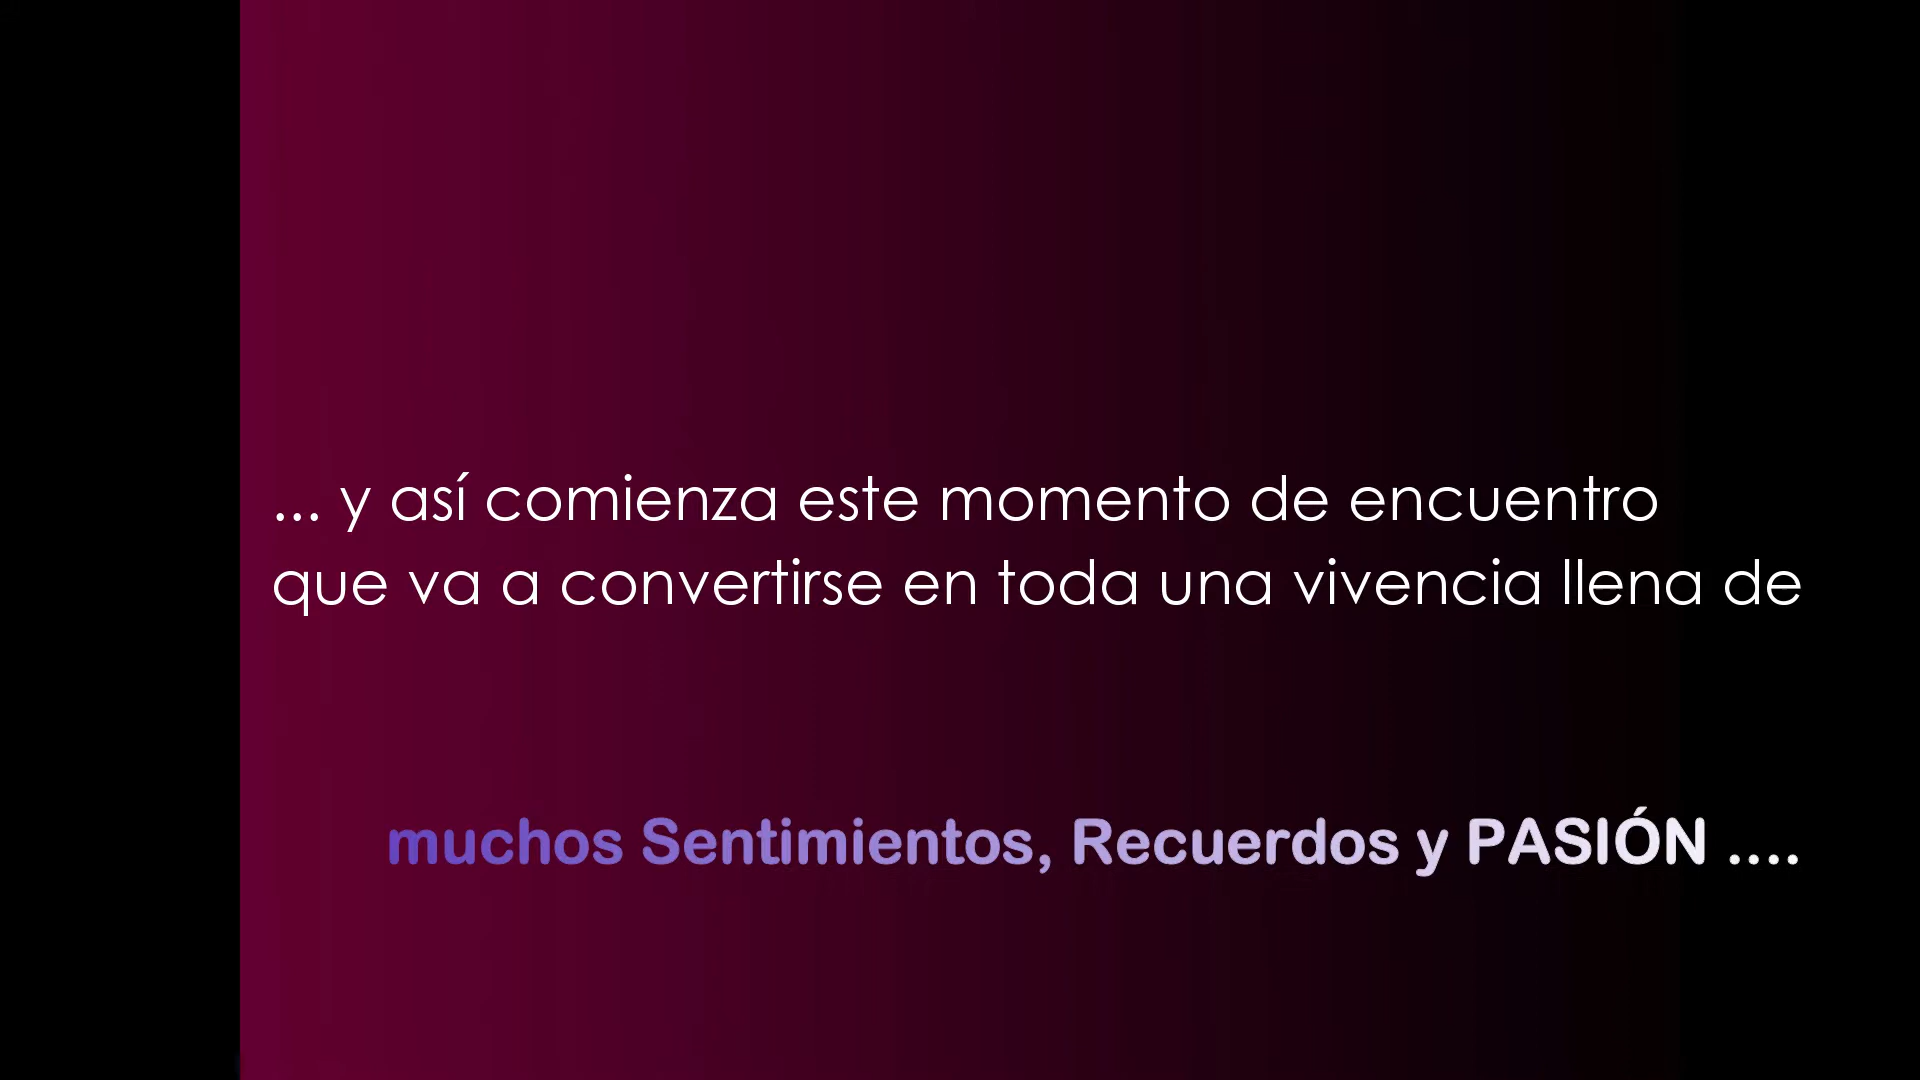 ... y así comienza este momento de encuentro
que va a convertirse en toda una vivencia llena de
muchos Sentimientos, Recuerdos y PASIÓN ....